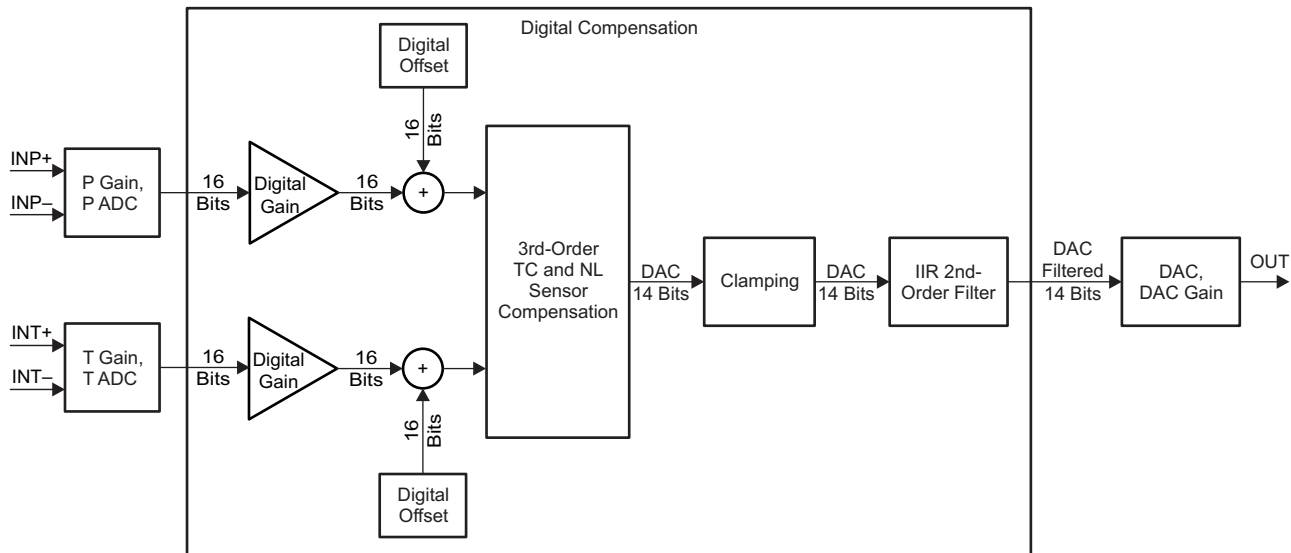 Digital Compensation
Digital
Offset
16
Bits
INP+
INP–
P Gain,
P ADC
16
Bits
Digital
Gain
16
Bits
+
3rd-Order
TC and NL
Sensor
Compensation
DAC
14 Bits
Clamping
DAC
14 Bits
IIR 2nd-
Order Filter
DAC
Filtered
14 Bits
DAC,
DAC Gain
OUT
INT+
INT–
T Gain,
T ADC
16
Bits
Digital
Gain
16
Bits
+
16
Bits
Digital
Offset